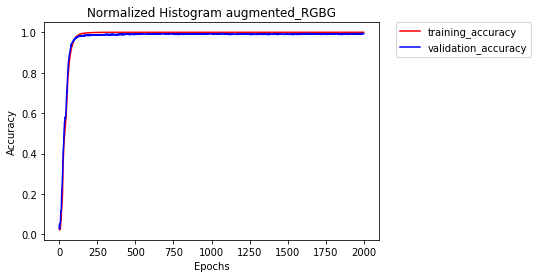 Normalized Histogram augmented_RGBG
training_accuracy
validation_accuracy
Accuracy
1.0
0.8
0.6
0.4
0.2
0.0
0 250 500 750 1000 1250 1500 1750 2000
Epochs